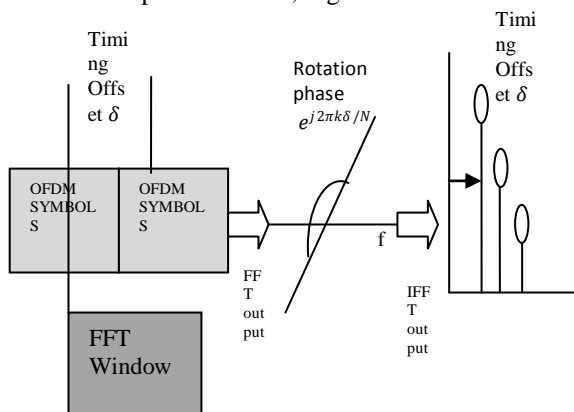 Timi
ng
Offs
et δ
Rotation
phase
e^{j2πkδ/N}
Timi
ng
Offs
et δ
OFDM
SYMBOL
S
OFDM
SYMBOL
S
f
FF
T
out
put
IFF
T
out
put
FFT
Window